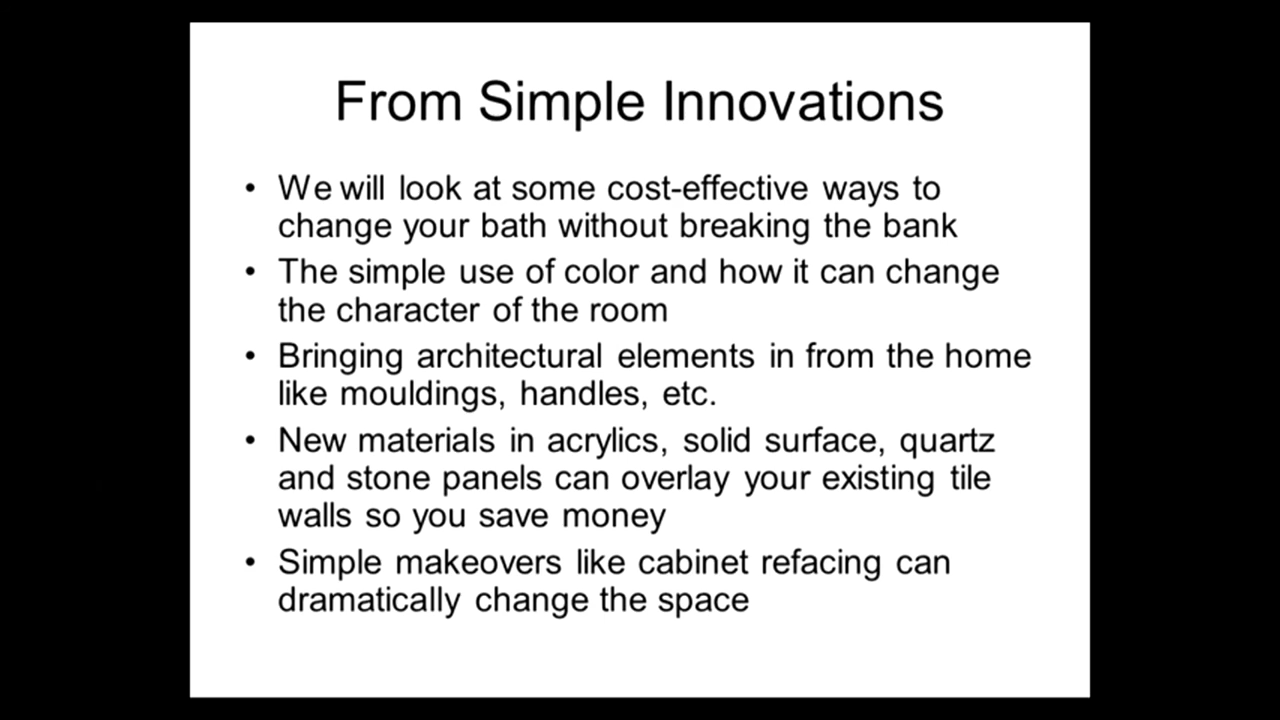 From Simple Innovations
• We will look at some cost-effective ways to
change your bath without breaking the bank
• The simple use of color and how it can change
the character of the room
• Bringing architectural elements in from the home
like mouldings, handles, etc.
• New materials in acrylics, solid surface, quartz
and stone panels can overlay your existing tile
walls so you save money
• Simple makeovers like cabinet refacing can
dramatically change the space